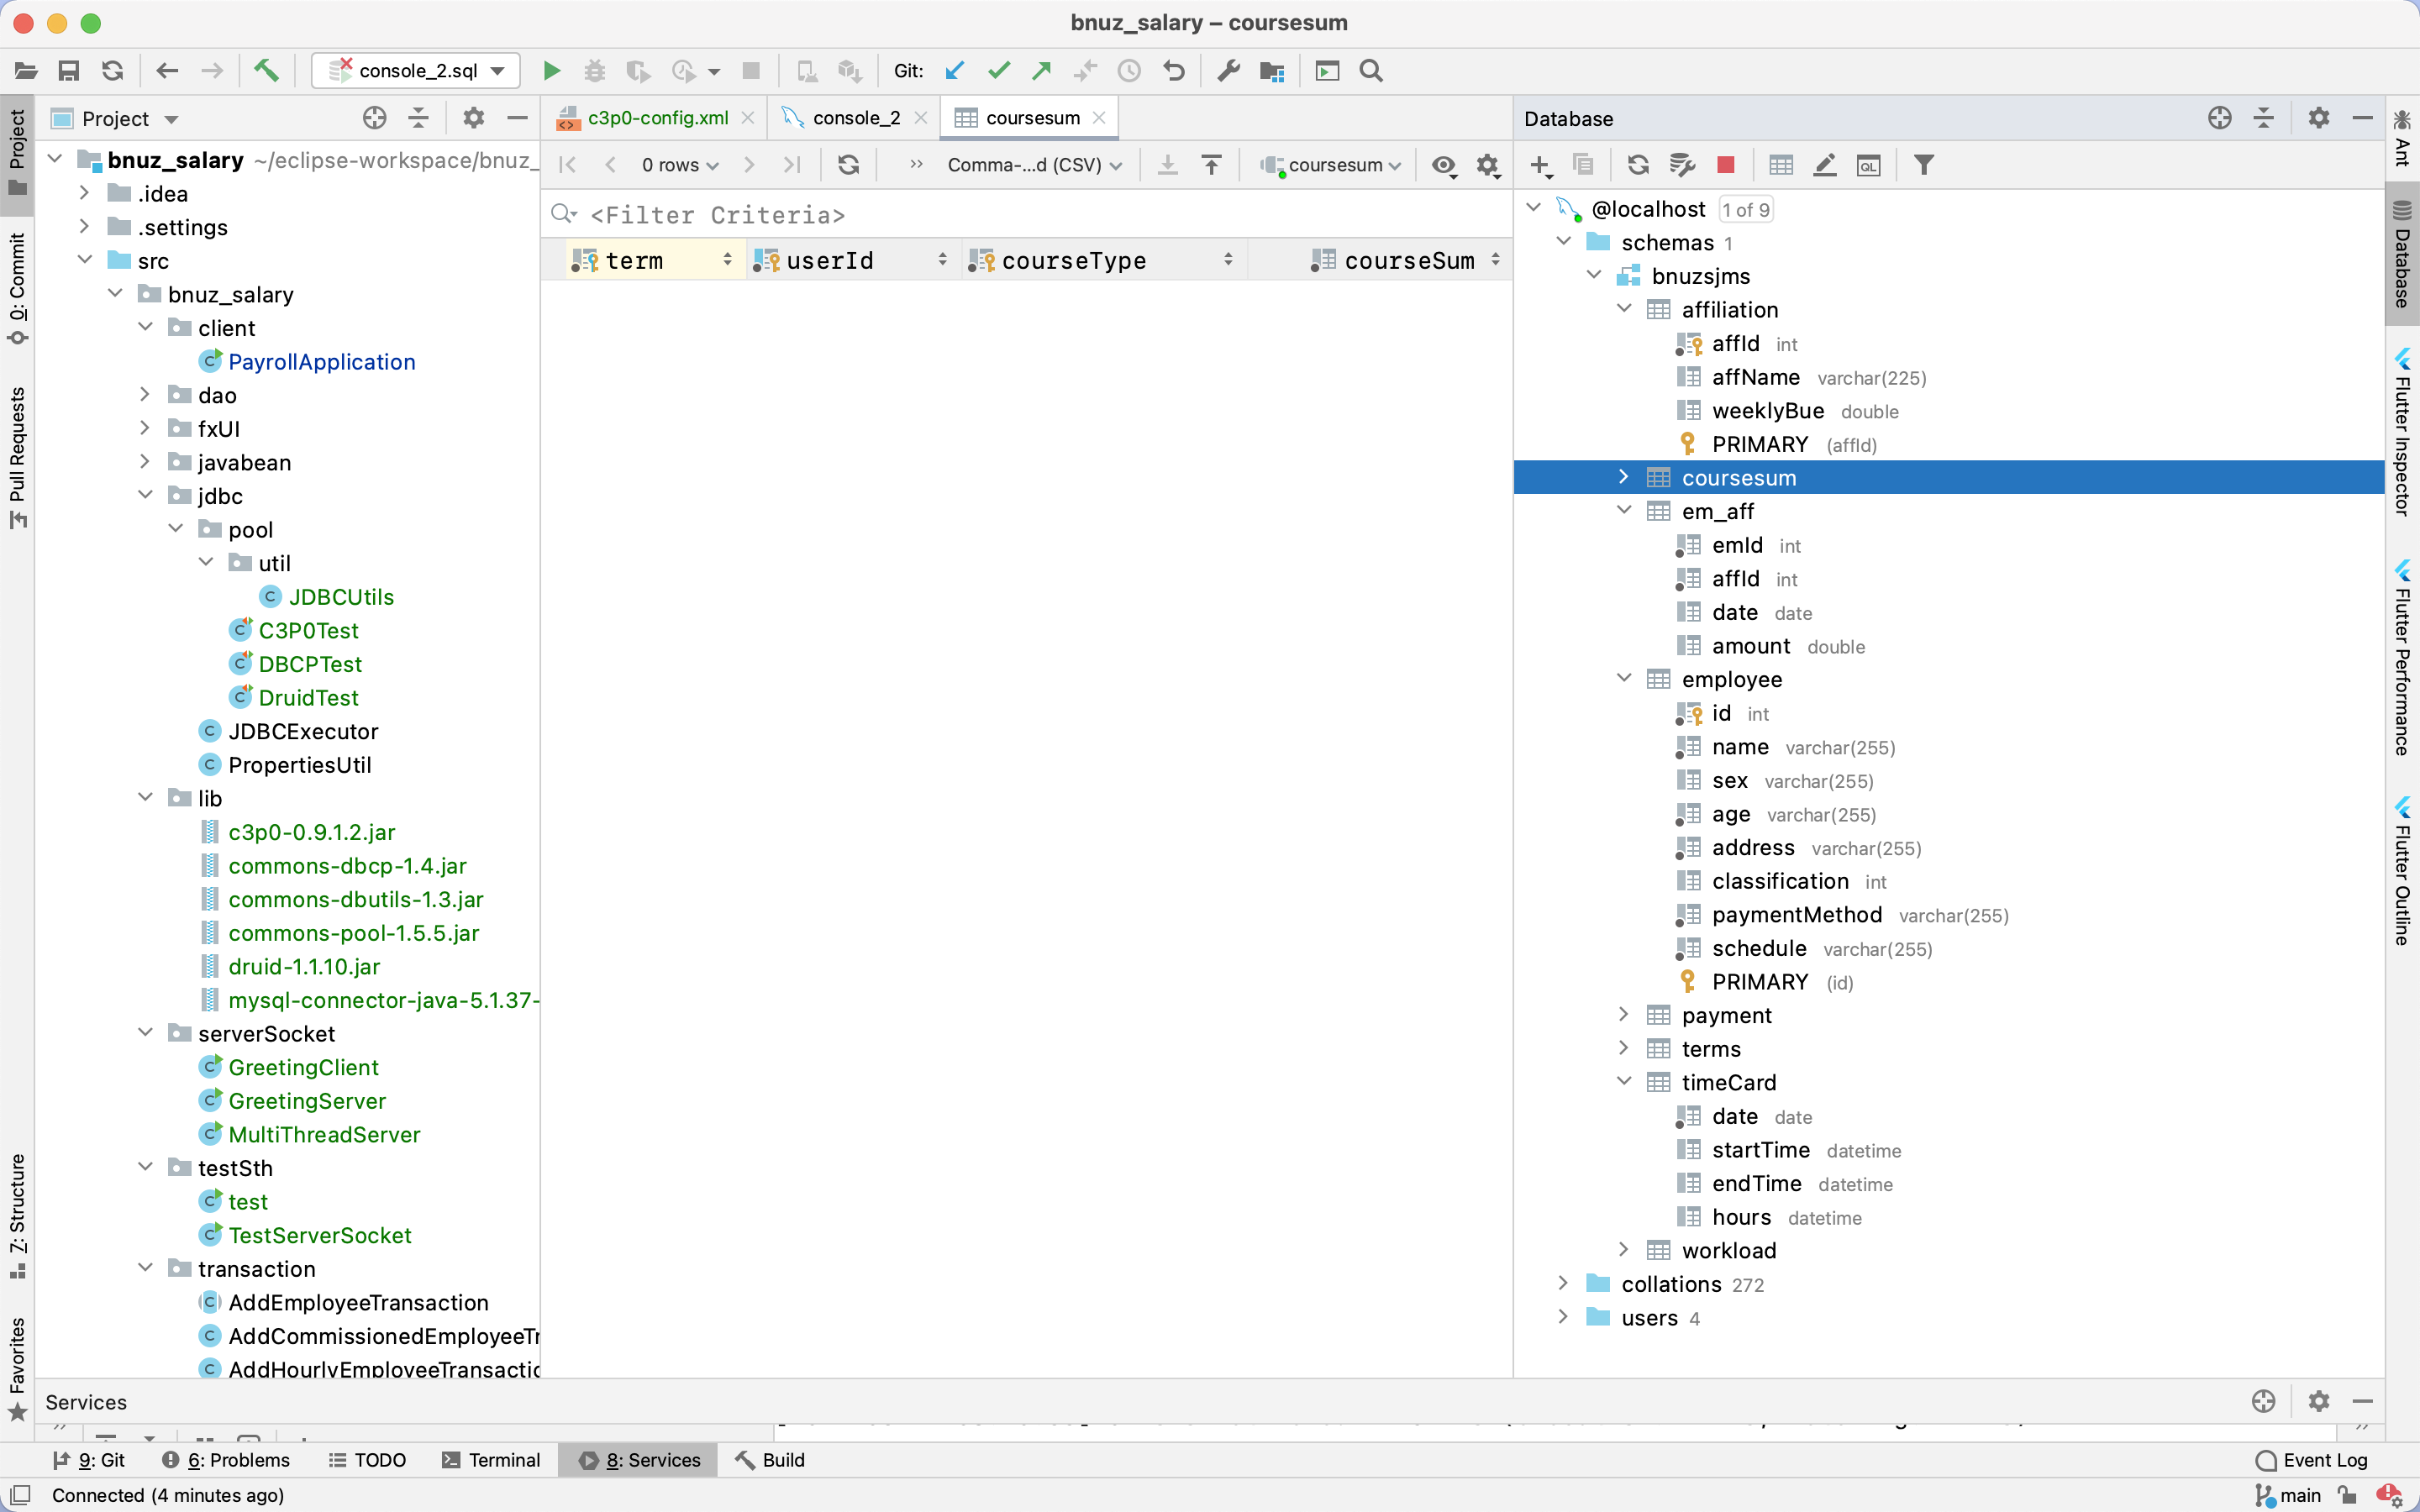 bnuz_salary – coursesum
console_2.sql
Git:
Project
c3p0-config.xml
console_2
coursesum
Database
0 rows
Comma-...d (CSV)
coursesum
<Filter Criteria>
term
userId
courseType
courseSum
bnuz_salary ~/eclipse-workspace/bnuz_
.idea
.settings
src
bnuz_salary
client
PayrollApplication
dao
fxUI
javabean
jdbc
pool
util
JDBCUtils
C3P0Test
DBCPTest
DruidTest
JDBCExecutor
PropertiesUtil
lib
c3p0-0.9.1.2.jar
commons-dbcp-1.4.jar
commons-dbutils-1.3.jar
commons-pool-1.5.5.jar
druid-1.1.10.jar
mysql-connector-java-5.1.37-
serverSocket
GreetingClient
GreetingServer
MultiThreadServer
testSth
test
TestServerSocket
transaction
AddEmployeeTransaction
AddCommissionedEmployeeTr
AddHourlyEmployeeTransactio
@localhost 1 of 9
schemas 1
bnuzsjms
affiliation
affId int
affName varchar(225)
weeklyBue double
PRIMARY (affId)
coursesum
em_aff
emId int
affId int
date date
amount double
employee
id int
name varchar(255)
sex varchar(255)
age varchar(255)
address varchar(255)
classification int
paymentMethod varchar(255)
schedule varchar(255)
PRIMARY (id)
payment
terms
timeCard
date date
startTime datetime
endTime datetime
hours datetime
workload
collations 272
users 4
Project
0: Commit
Pull Requests
Z: Structure
Favorites
Ant
Database
Flutter Inspector
Flutter Performance
Flutter Outline
Services
9: Git
6: Problems
TODO
Terminal
8: Services
Build
Event Log
Connected (4 minutes ago)
main